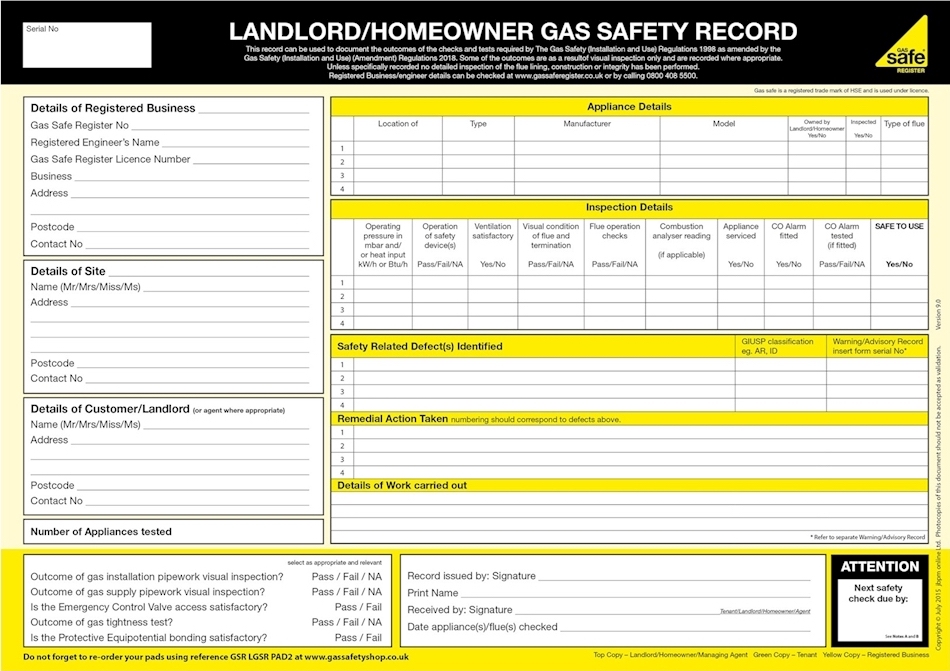 Serial No
LANDLORD/HOMEOWNER GAS SAFETY RECORD
This record can be used to document the outcomes of the checks and tests required by The Gas Safety (Installation and Use) Regulations 1998 as amended by the
Gas Safety (Installation and Use) (Amendment) Regulations 2018. Some of the outcomes are as a resultof visual inspection only and are recorded where appropriate.
Unless specifically recorded no detailed inspection of the flue lining, construction or integrity has been performed.
Registered Business/engineer details can be checked at www.gassaferegister.co.uk or by calling 0800 408 5500.
GAS
safe
REGISTER
Gas safe is a registered trade mark of HSE and is used under licence.
Details of Registered Business
Gas Safe Register No
Registered Engineer's Name
Gas Safe Register Licence Number
Business
Address
Postcode
Contact No
Details of Site
Name (Mr/Mrs/Miss/Ms)
Address
Postcode
Contact No
Details of Customer/Landlord (or agent where appropriate)
Name (Mr/Mrs/Miss/Ms)
Address
Postcode
Contact No
Number of Appliances tested
Appliance Details
Location of Type Manufacturer Model Owned by Landlord/Homeowner Yes/No Inspected Yes/No Type of flue
1
2
3
4
Inspection Details
Operating pressure in mbar and/ or heat input kW/h or Btu/h Operation of safety device(s) Pass/Fail/NA Ventilation satisfactory Yes/No Visual condition of flue and termination Pass/Fail/NA Flue operation checks Pass/Fail/NA Combustion analyser reading (if applicable) Appliance serviced Yes/No CO Alarm fitted Yes/No CO Alarm tested (if fitted) Pass/Fail/NA SAFE TO USE Yes/No
1
2
3
4
Safety Related Defect(s) Identified GIUSP classification eg. AR, ID Warning/Advisory Record insert form serial No*
1
2
3
4
Remedial Action Taken numbering should correspond to defects above.
1
2
3
4
Details of Work carried out
* Refer to separate Warning/Advisory Record
select as appropriate and relevant
Outcome of gas installation pipework visual inspection? Pass / Fail / NA
Outcome of gas supply pipework visual inspection? Pass / Fail / NA
Is the Emergency Control Valve access satisfactory? Pass / Fail
Outcome of gas tightness test? Pass / Fail / NA
Is the Protective Equipotential bonding satisfactory? Pass / Fail
Record issued by: Signature
Print Name
Received by: Signature Tenant/Landlord/Homeowner/Agent
Date appliance(s)/flue(s) checked
ATTENTION
Next safety
check due by:
See Notes A and B
Do not forget to re-order your pads using reference GSR LGSR PAD2 at www.gassafetyshop.co.uk
Top Copy – Landlord/Homeowner/Managing Agent Green Copy – Tenant Yellow Copy – Registered Business
Copyright © July 2015 jbpm online Ltd. Photocopies of this document should not be accepted as validation. Version 9.0